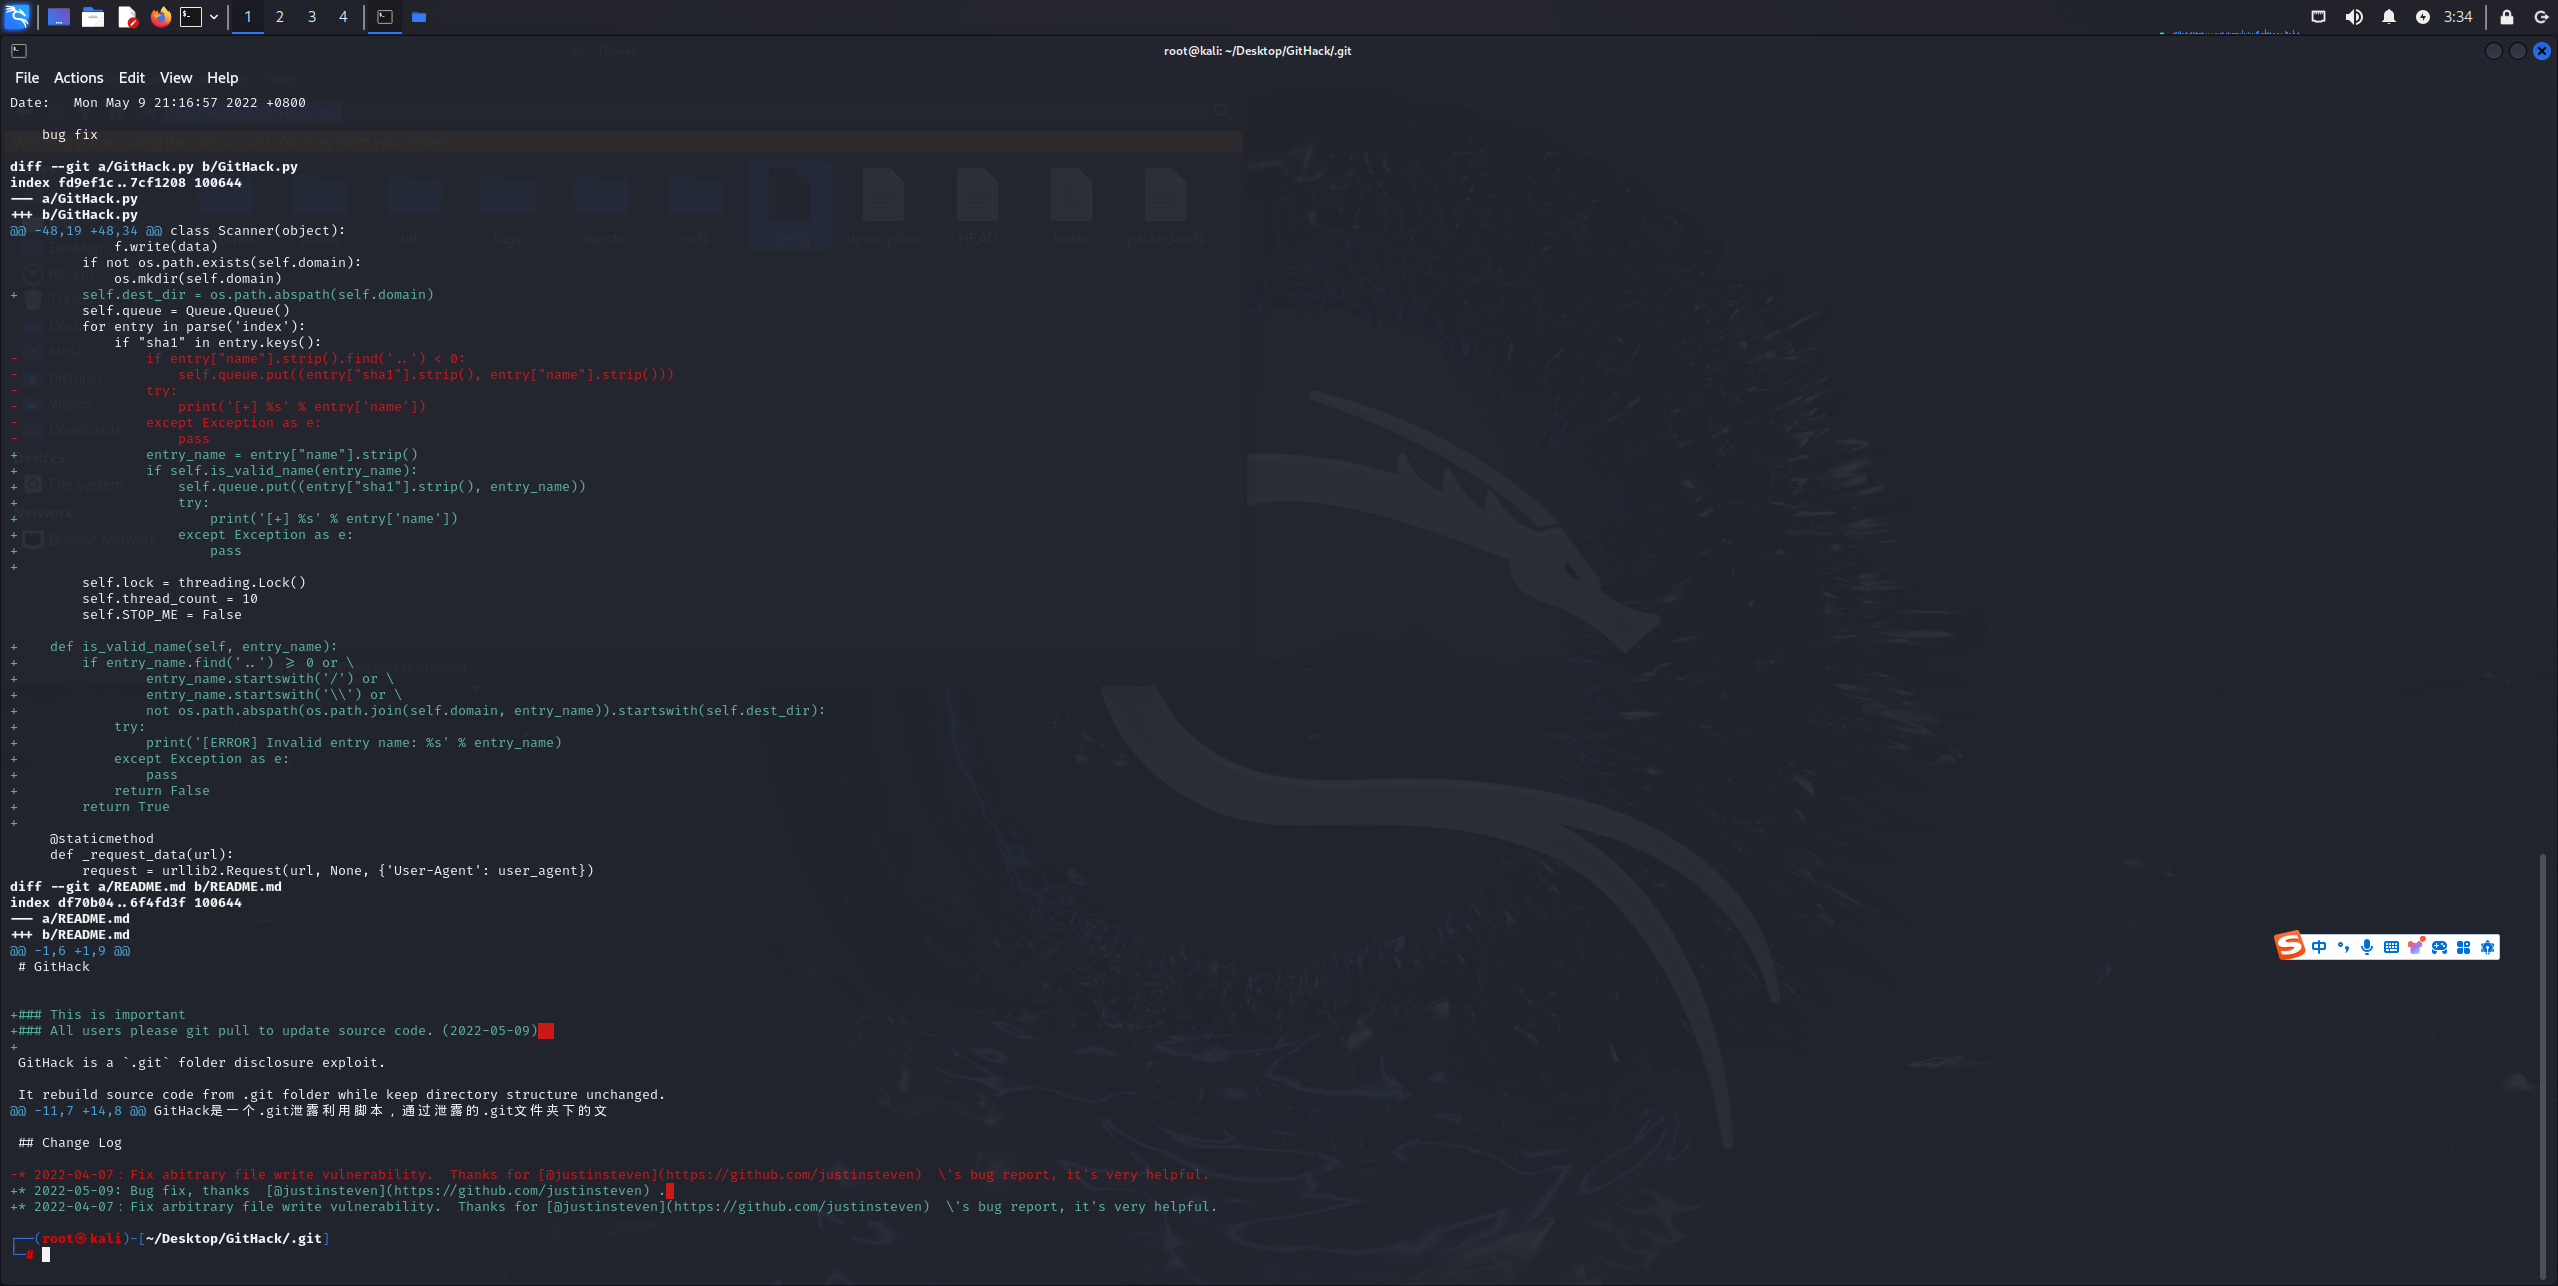 1 2 3 4
3:34
root@kali: ~/Desktop/GitHack/.git
File Actions Edit View Help
Date:   Mon May 9 21:16:57 2022 +0800
    bug fix
diff --git a/GitHack.py b/GitHack.py
index fd9ef1c..7cf1208 100644
--- a/GitHack.py
+++ b/GitHack.py
@@ -48,19 +48,34 @@ class Scanner(object):
             f.write(data)
         if not os.path.exists(self.domain):
             os.mkdir(self.domain)
+        self.dest_dir = os.path.abspath(self.domain)
         self.queue = Queue.Queue()
         for entry in parse('index'):
             if "sha1" in entry.keys():
-                if entry["name"].strip().find('..') < 0:
-                    self.queue.put((entry["sha1"].strip(), entry["name"].strip()))
-                try:
-                    print('[+] %s' % entry['name'])
-                except Exception as e:
-                    pass
+                entry_name = entry["name"].strip()
+                if self.is_valid_name(entry_name):
+                    self.queue.put((entry["sha1"].strip(), entry_name))
+                    try:
+                        print('[+] %s' % entry['name'])
+                    except Exception as e:
+                        pass
+
         self.lock = threading.Lock()
         self.thread_count = 10
         self.STOP_ME = False
+    def is_valid_name(self, entry_name):
+        if entry_name.find('..') >= 0 or \
+                entry_name.startswith('/') or \
+                entry_name.startswith('\\') or \
+                not os.path.abspath(os.path.join(self.domain, entry_name)).startswith(self.dest_dir):
+            try:
+                print('[ERROR] Invalid entry name: %s' % entry_name)
+            except Exception as e:
+                pass
+            return False
+        return True
+
     @staticmethod
     def _request_data(url):
         request = urllib2.Request(url, None, {'User-Agent': user_agent})
diff --git a/README.md b/README.md
index df70b04..6f4fd3f 100644
--- a/README.md
+++ b/README.md
@@ -1,6 +1,9 @@
 # GitHack
+### This is important
+### All users please git pull to update source code. (2022-05-09)
+
 GitHack is a `.git` folder disclosure exploit.
 It rebuild source code from .git folder while keep directory structure unchanged.
@@ -11,7 +14,8 @@ GitHack是一个.git泄露利用脚本，通过泄露的.git文件夹下的文
 ## Change Log
-* 2022-04-07：Fix abitrary file write vulnerability.  Thanks for [@justinsteven](https://github.com/justinsteven)  \'s bug report, it's very helpful.
+* 2022-05-09: Bug fix, thanks  [@justinsteven](https://github.com/justinsteven) .
+* 2022-04-07：Fix arbitrary file write vulnerability.  Thanks for [@justinsteven](https://github.com/justinsteven)  \'s bug report, it's very helpful.
┌──(root㉿kali)-[~/Desktop/GitHack/.git]
└─#
S 中